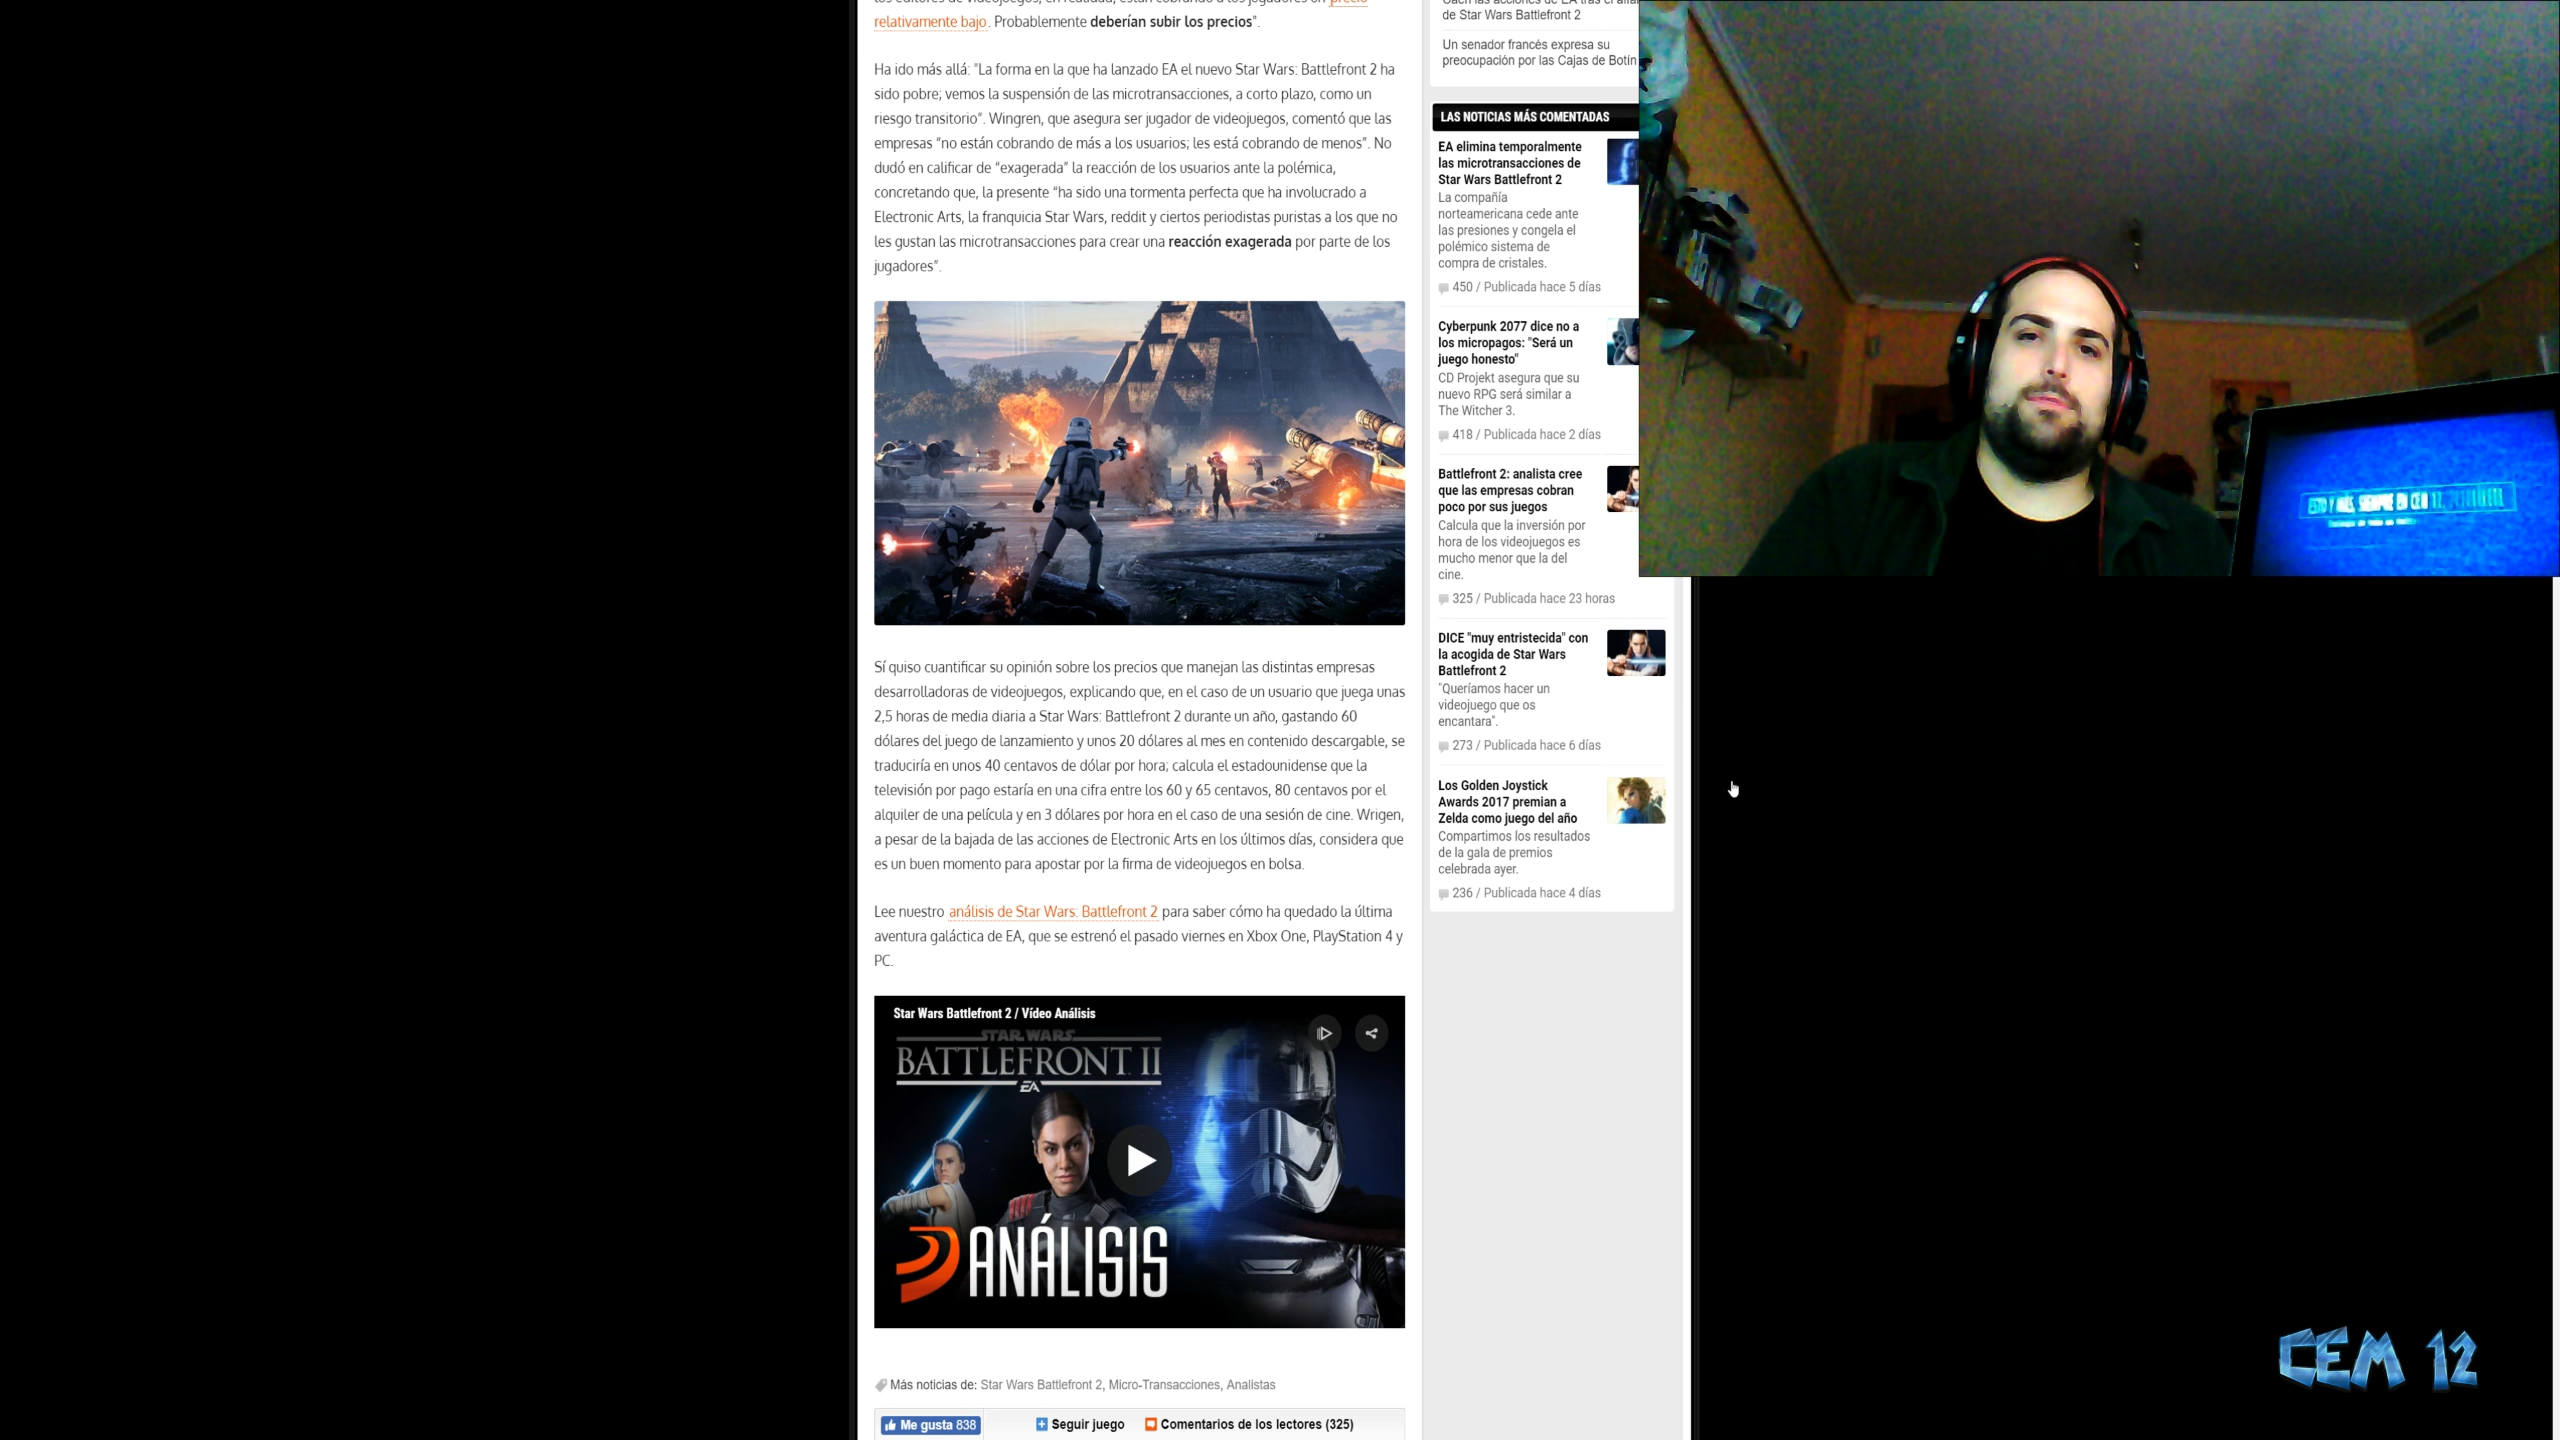 relativamente bajo. Probablemente deberían subir los precios".
Ha ido más allá: "La forma en la que ha lanzado EA el nuevo Star Wars: Battlefront 2 ha
sido pobre; vemos la suspensión de las microtransacciones, a corto plazo, como un
riesgo transitorio". Wingren, que asegura ser jugador de videojuegos, comentó que las
empresas "no están cobrando de más a los usuarios; les está cobrando de menos". No
dudó en calificar de "exagerada" la reacción de los usuarios ante la polémica,
concretando que, la presente "ha sido una tormenta perfecta que ha involucrado a
Electronic Arts, la franquicia Star Wars, reddit y ciertos periodistas puristas a los que no
les gustan las microtransacciones para crear una reacción exagerada por parte de los
jugadores".
Sí quiso cuantificar su opinión sobre los precios que manejan las distintas empresas
desarrolladoras de videojuegos, explicando que, en el caso de un usuario que juega unas
2,5 horas de media diaria a Star Wars: Battlefront 2 durante un año, gastando 60
dólares del juego de lanzamiento y unos 20 dólares al mes en contenido descargable, se
traduciría en unos 40 centavos de dólar por hora; calcula el estadounidense que la
televisión por pago estaría en una cifra entre los 60 y 65 centavos, 80 centavos por el
alquiler de una película y en 3 dólares por hora en el caso de una sesión de cine. Wrigen,
a pesar de la bajada de las acciones de Electronic Arts en los últimos días, considera que
es un buen momento para apostar por la firma de videojuegos en bolsa.
Lee nuestro análisis de Star Wars: Battlefront 2 para saber cómo ha quedado la última
aventura galáctica de EA, que se estrenó el pasado viernes en Xbox One, PlayStation 4 y
PC.
Star Wars Battlefront 2 / Vídeo Análisis
STAR WARS
BATTLEFRONT II
EA
ANÁLISIS
Más noticias de: Star Wars Battlefront 2, Micro-Transacciones, Analistas
Me gusta 838
Seguir juego
Comentarios de los lectores (325)
de Star Wars Battlefront 2
Un senador francés expresa su
preocupación por las Cajas de Botín
LAS NOTICIAS MÁS COMENTADAS
EA elimina temporalmente
las microtransacciones de
Star Wars Battlefront 2
La compañía
norteamericana cede ante
las presiones y congela el
polémico sistema de
compra de cristales.
450 / Publicada hace 5 días
Cyberpunk 2077 dice no a
los micropagos: "Será un
juego honesto"
CD Projekt asegura que su
nuevo RPG será similar a
The Witcher 3.
418 / Publicada hace 2 días
Battlefront 2: analista cree
que las empresas cobran
poco por sus juegos
Calcula que la inversión por
hora de los videojuegos es
mucho menor que la del
cine.
325 / Publicada hace 23 horas
DICE "muy entristecida" con
la acogida de Star Wars
Battlefront 2
"Queríamos hacer un
videojuego que os
encantara".
273 / Publicada hace 6 días
Los Golden Joystick
Awards 2017 premian a
Zelda como juego del año
Compartimos los resultados
de la gala de premios
celebrada ayer.
236 / Publicada hace 4 días
CEM 12